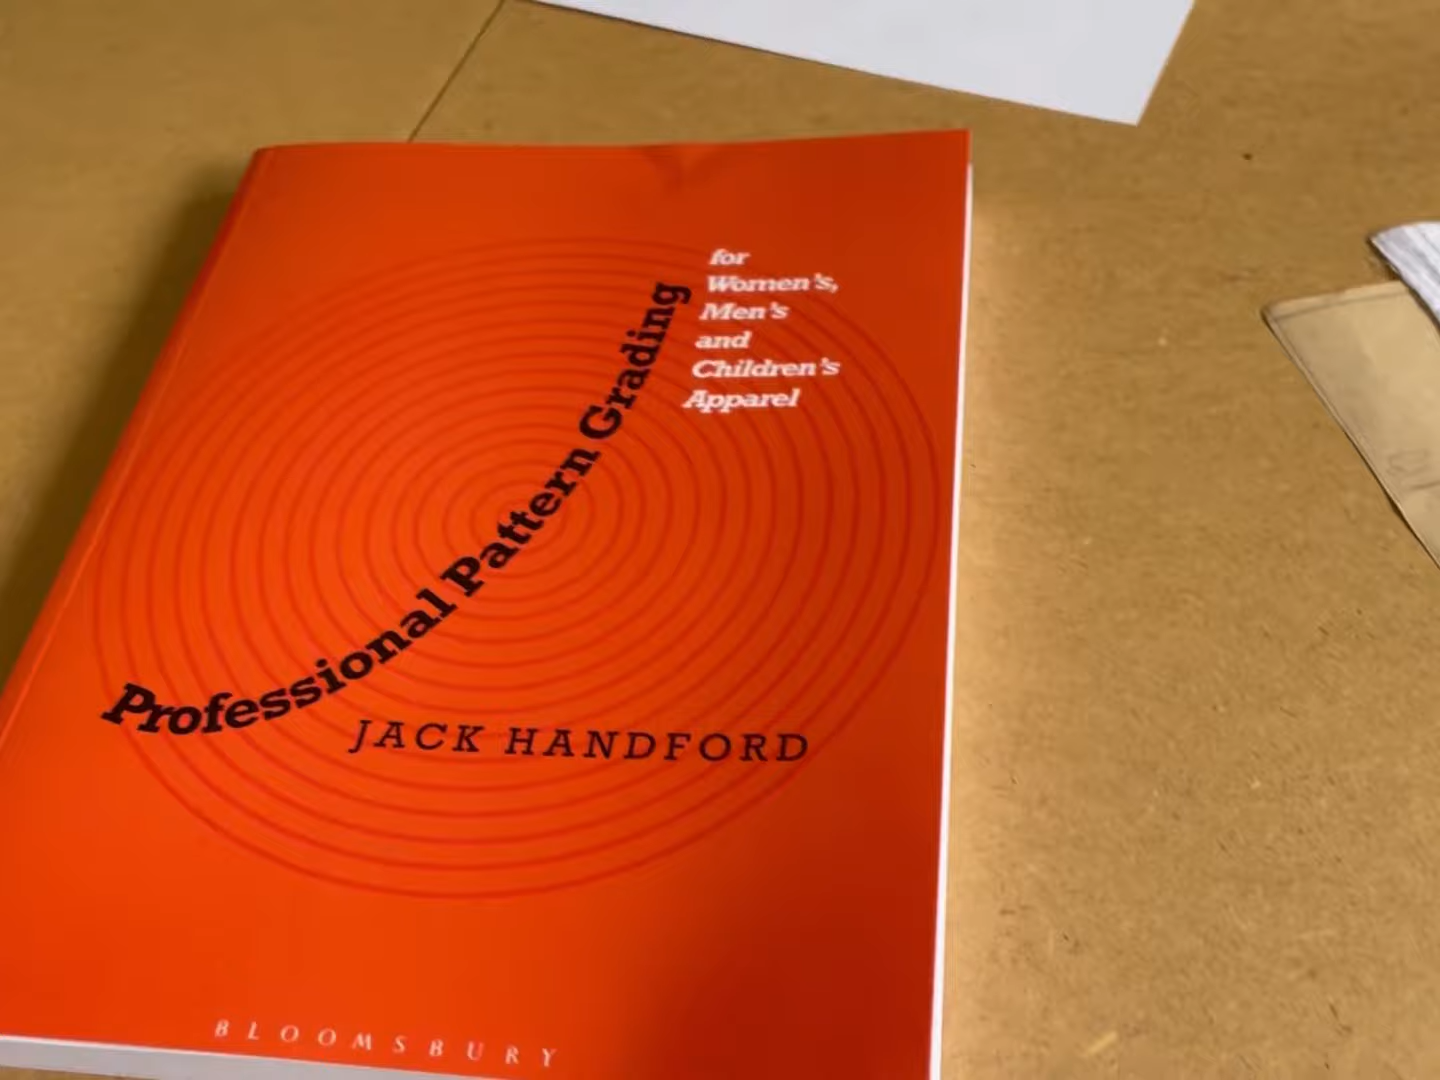 for
Women's,
Men's
and
Children's
Apparel
Professional Pattern Grading
JACK HANDFORD
BLOOMSBURY